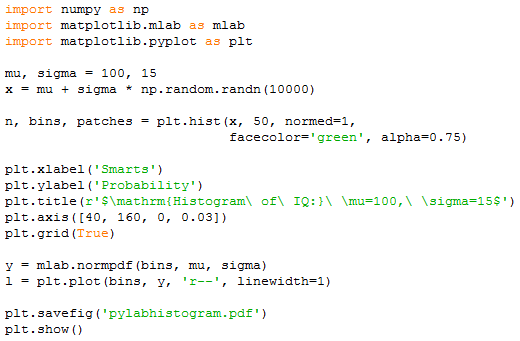 import numpy as np
import matplotlib.mlab as mlab
import matplotlib.pyplot as plt
mu, sigma = 100, 15
x = mu + sigma * np.random.randn(10000)
n, bins, patches = plt.hist(x, 50, normed=1,
facecolor='green', alpha=0.75)
plt.xlabel('Smarts')
plt.ylabel('Probability')
plt.title(r'$\mathrm{Histogram\ of\ IQ:}\ \mu=100,\ \sigma=15$')
plt.axis([40, 160, 0, 0.03])
plt.grid(True)
y = mlab.normpdf(bins, mu, sigma)
l = plt.plot(bins, y, 'r--', linewidth=1)
plt.savefig('pylabhistogram.pdf')
plt.show()